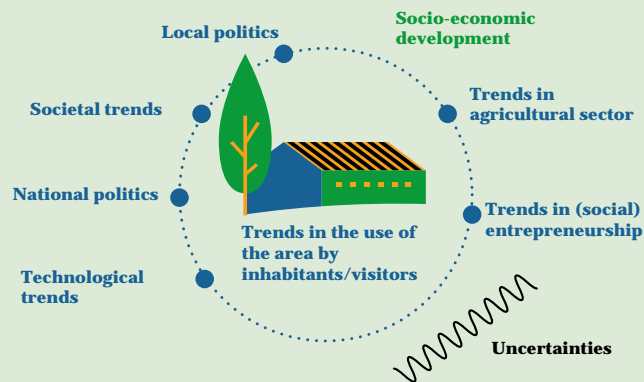 Local politics
Socio-economic
development
Societal trends
Trends in
agricultural sector
National politics
Trends in (social)
entrepreneurship
Trends in the use of
the area by
inhabitants/visitors
Technological
trends
Uncertainties